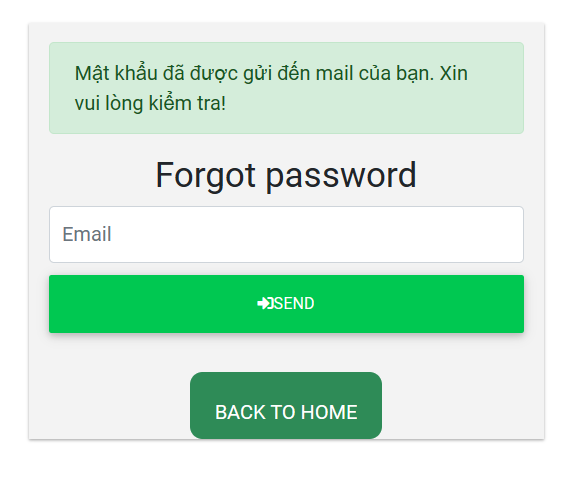 Mật khẩu đã được gửi đến mail của bạn. Xin
vui lòng kiểm tra!
Forgot password
Email
SEND
BACK TO HOME